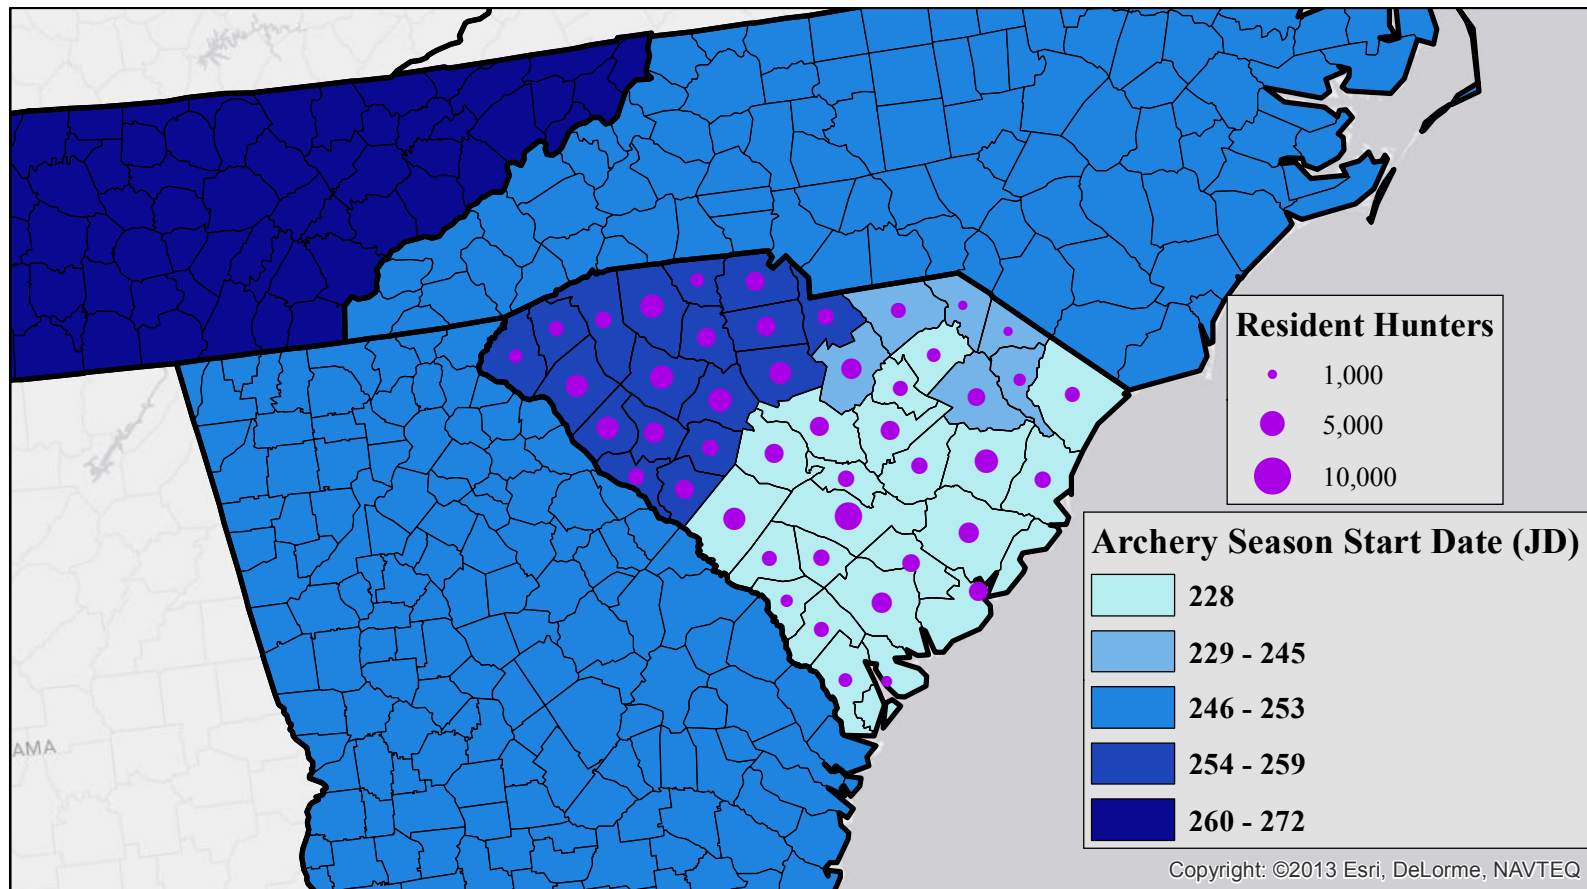 Resident Hunters
1,000
5,000
10,000
Archery Season Start Date (JD)
228
229 - 245
246 - 253
254 - 259
260 - 272
AMA
Copyright: ©2013 Esri, DeLorme, NAVTEQ